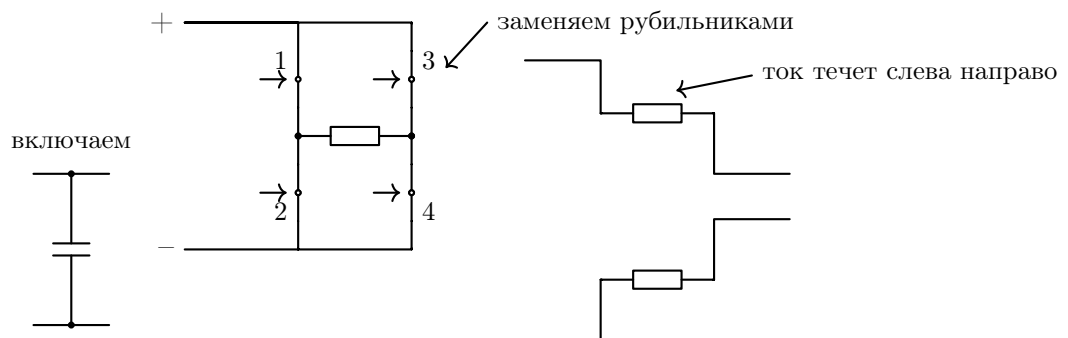 +
заменяем рубильниками
1
3
ток течет слева направо
включаем
2
4
−